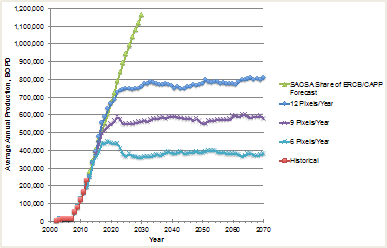 1,200,000
1,100,000
1,000,000
900,000
800,000
700,000
600,000
500,000
400,000
300,000
200,000
100,000
0
2000
2010
2020
2030
2040
2050
2060
2070
Average Annual Production, BOPD
Year
SAOSA Share of ERCB/CAPP
Forecast
12 Pixels/Year
9 Pixels/Year
6 Pixels/Year
Historical